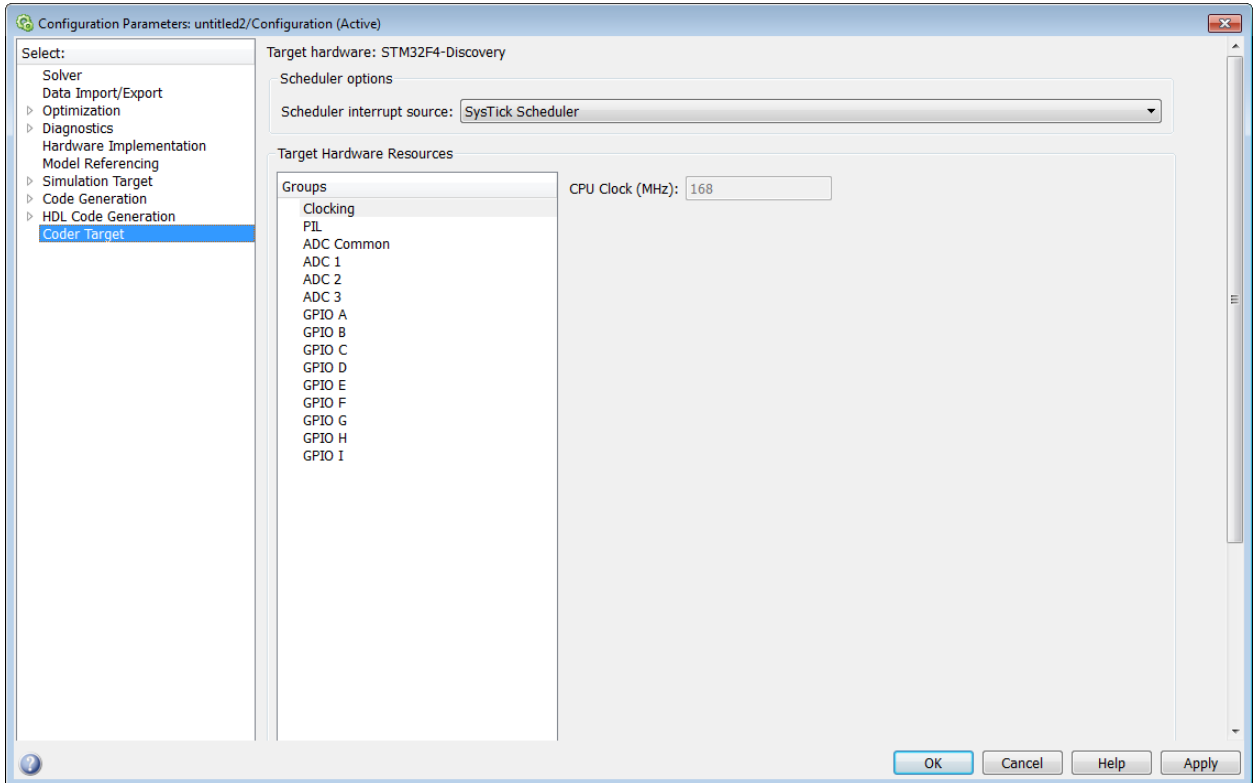 Configuration Parameters: untitled2/Configuration (Active)
Select:
Solver
Data Import/Export
Optimization
Diagnostics
Hardware Implementation
Model Referencing
Simulation Target
Code Generation
HDL Code Generation
Coder Target
Target hardware: STM32F4-Discovery
Scheduler options
Scheduler interrupt source: SysTick Scheduler
Target Hardware Resources
Groups
Clocking
PIL
ADC Common
ADC 1
ADC 2
ADC 3
GPIO A
GPIO B
GPIO C
GPIO D
GPIO E
GPIO F
GPIO G
GPIO H
GPIO I
CPU Clock (MHz): 168
OK Cancel Help Apply